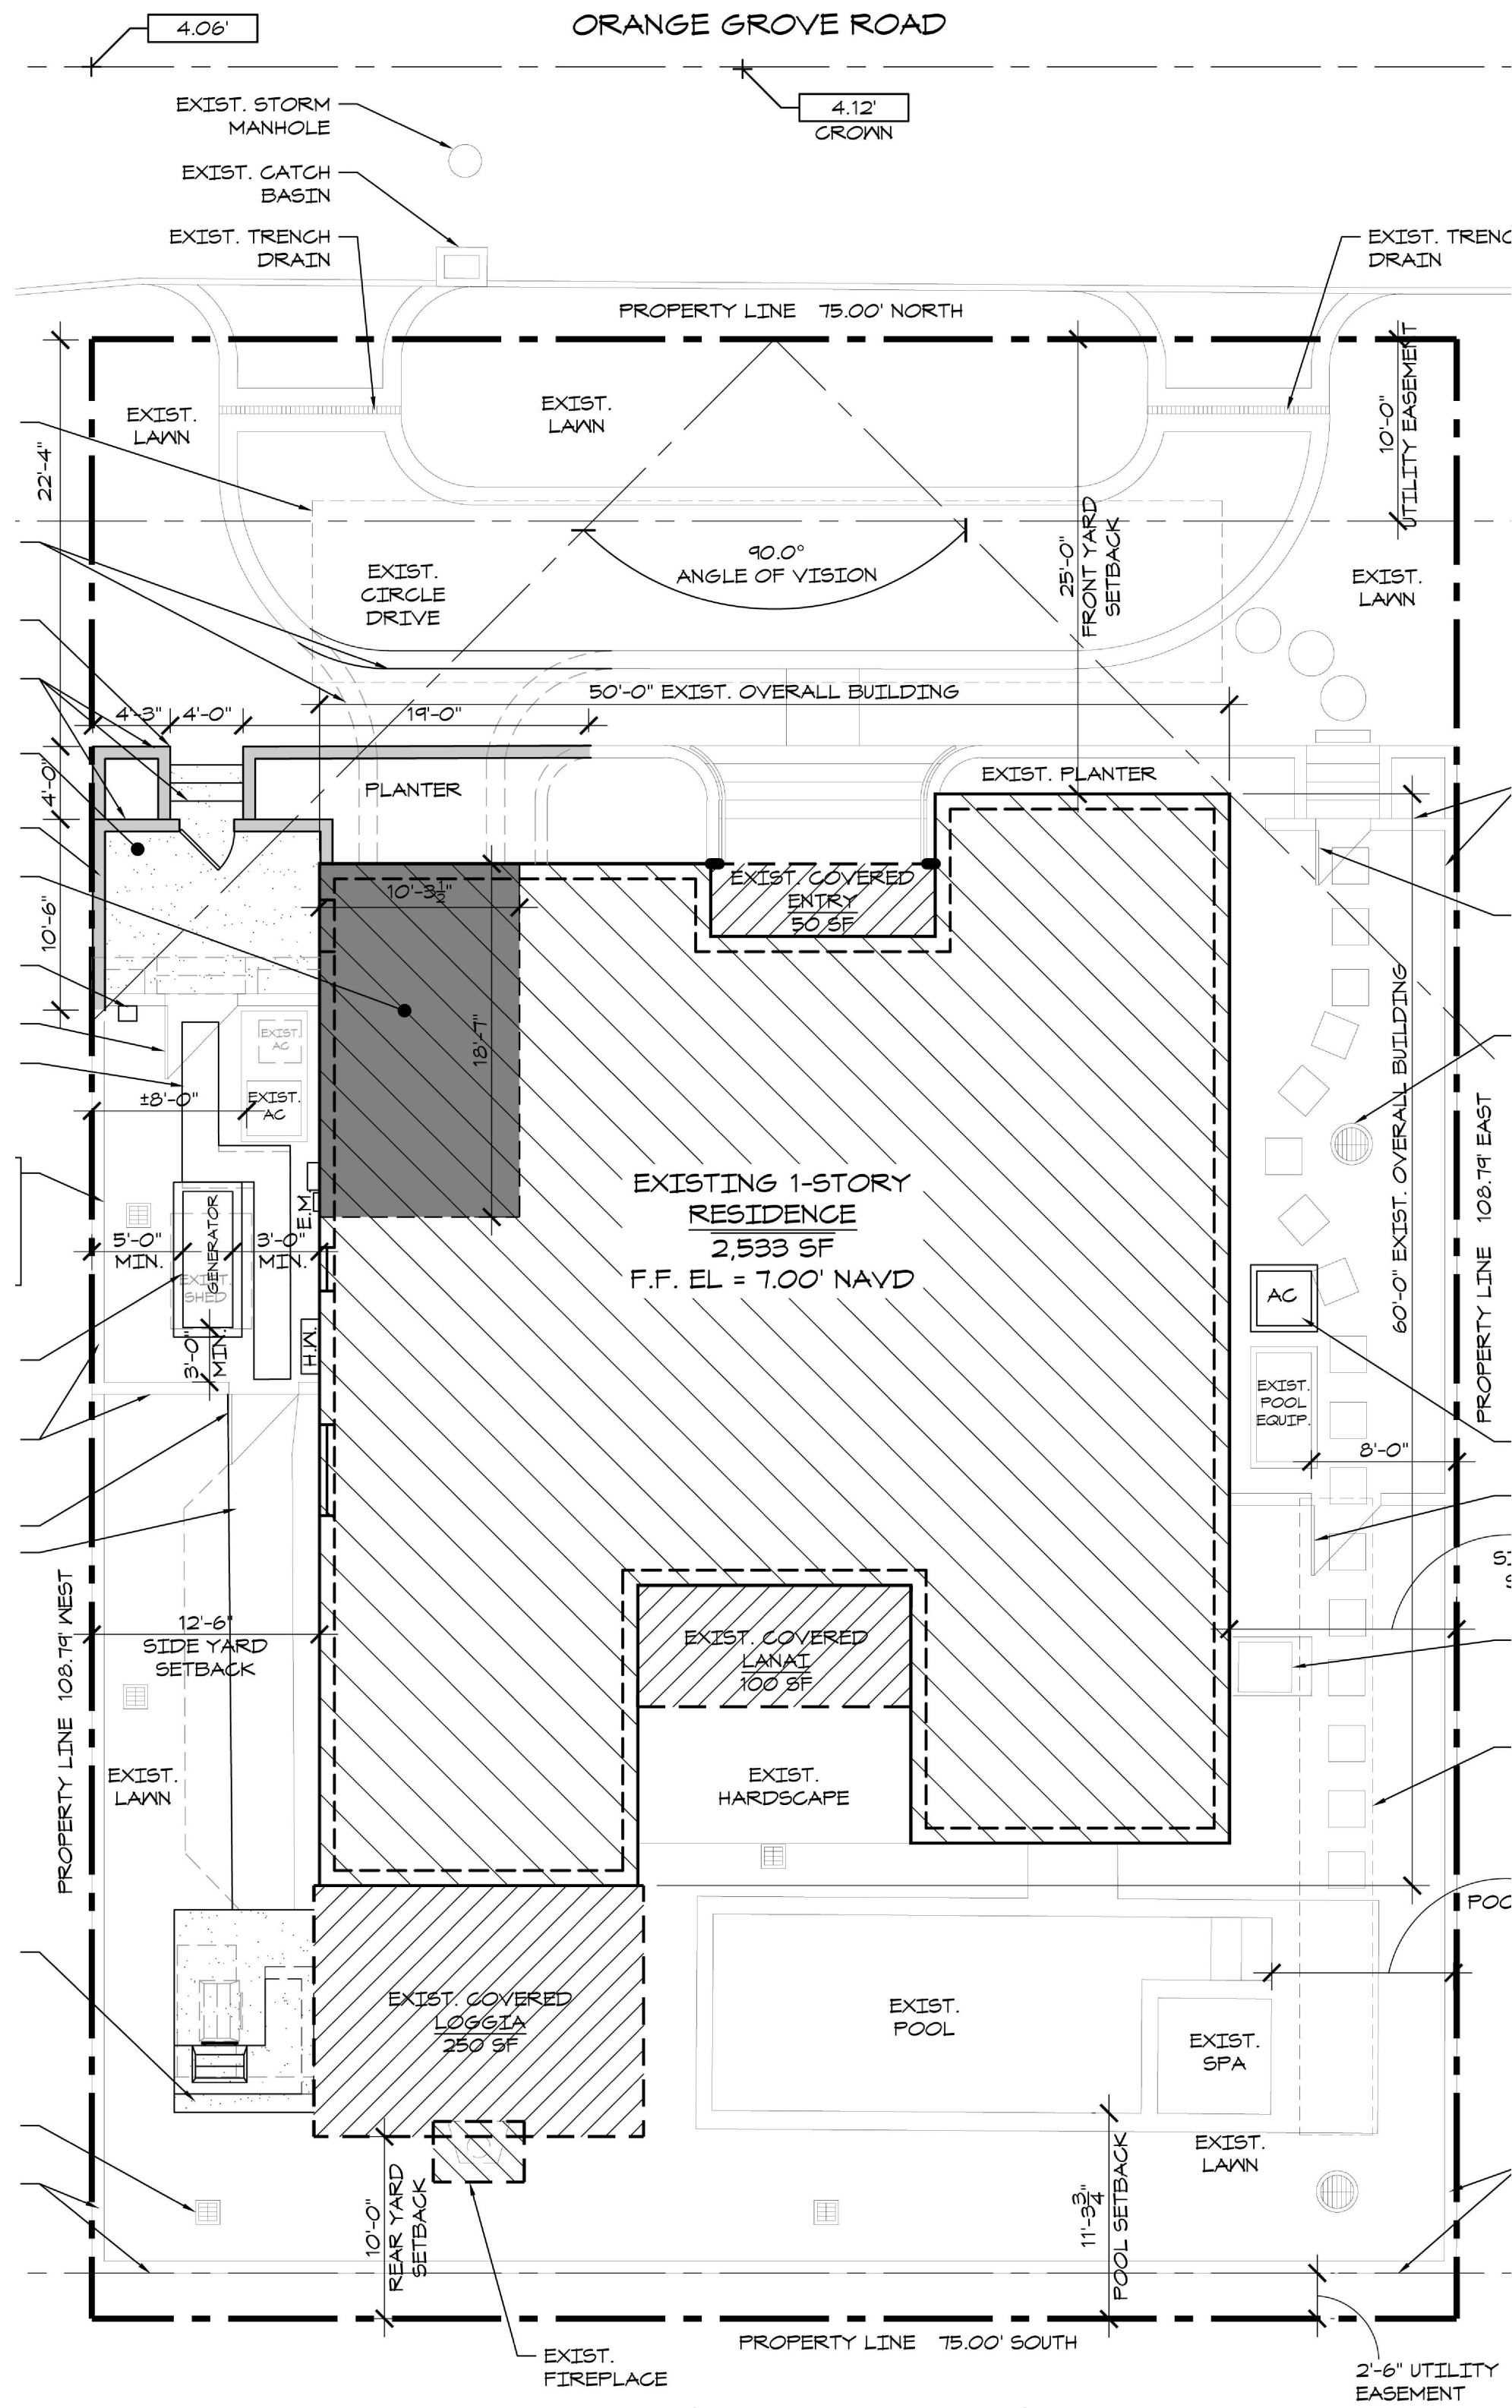 4.06'
ORANGE GROVE ROAD
4.12'
CROWN
EXIST. STORM
MANHOLE
EXIST. CATCH
BASIN
EXIST. TRENCH
DRAIN
EXIST. TRENC
DRAIN
PROPERTY LINE 75.00' NORTH
EXIST.
LAWN
EXIST.
LAWN
10'-0"
UTILITY EASEMENT
22'-4"
25'-0"
FRONT YARD
SETBACK
90.0°
ANGLE OF VISION
EXIST.
CIRCLE
DRIVE
EXIST.
LAWN
50'-0" EXIST. OVERALL BUILDING
4'-3"
4'-0"
19'-0"
4'-0"
PLANTER
EXIST. PLANTER
10'-6"
10'-3½"
EXIST. COVERED
ENTRY
50 SF
18'-7"
EXIST.
AC
EXIST.
AC
±8'-0"
60'-0" EXIST. OVERALL BUILDING
PROPERTY LINE 108.79' EAST
EXISTING 1-STORY
RESIDENCE
2,533 SF
F.F. EL = 7.00' NAVD
E.M.
GENERATOR
5'-0"
MIN.
3'-0"
MIN.
EXIST.
SHED
AC
3'-0"
MIN.
H.W.
EXIST.
POOL
EQUIP.
8'-0"
PROPERTY LINE 108.79' WEST
12'-6"
SIDE YARD
SETBACK
EXIST. COVERED
LANAI
100 SF
EXIST.
LAWN
EXIST.
HARDSCAPE
POO
EXIST. COVERED
LOGGIA
250 SF
EXIST.
POOL
EXIST.
SPA
EXIST.
LAWN
10'-0"
REAR YARD
SETBACK
11'-3¾"
POOL SETBACK
PROPERTY LINE 75.00' SOUTH
EXIST.
FIREPLACE
2'-6" UTILITY
EASEMENT